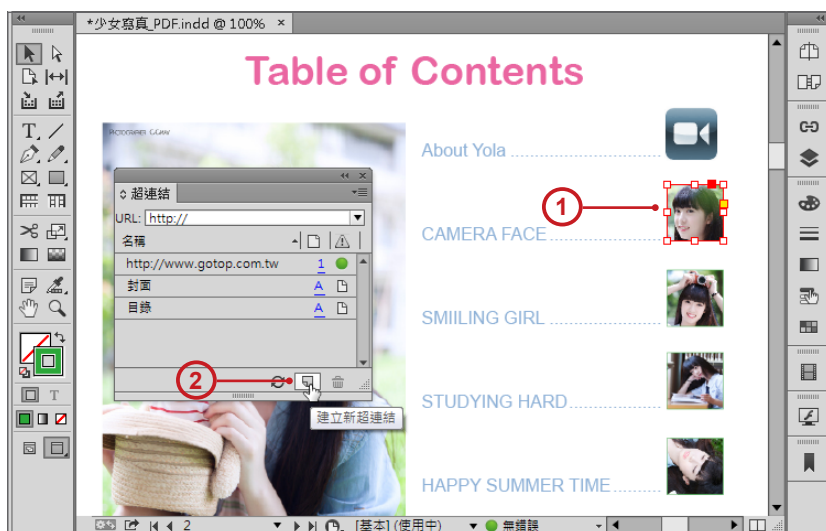 *少女寫真_PDF.indd @ 100% ×
Table of Contents
About Yola
超連結
URL: http://
名稱
http://www.gotop.com.tw 1
封面 A
目錄 A
1
CAMERA FACE
SMIILING GIRL
2
建立新超連結
STUDYING HARD
HAPPY SUMMER TIME
2 [基本] (使用中) 無錯誤